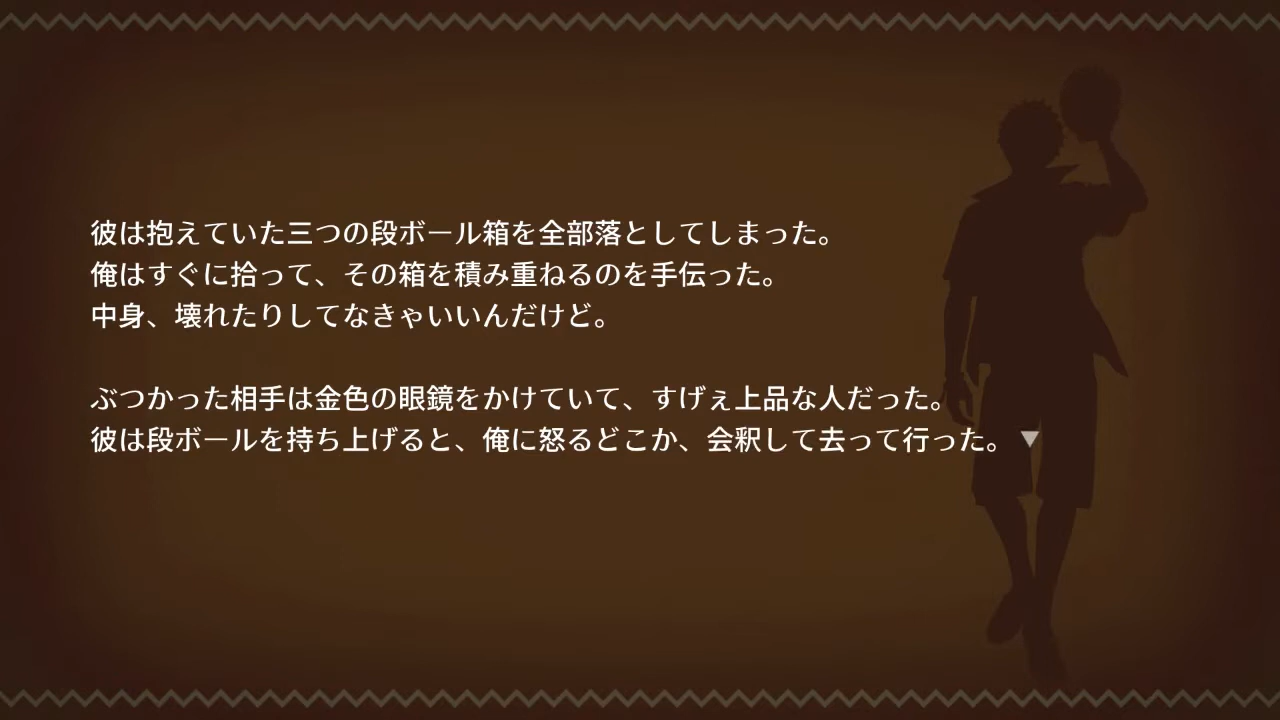 彼は抱えていた三つの段ボール箱を全部落としてしまった。
俺はすぐに拾って、その箱を積み重ねるのを手伝った。
中身、壊れたりしてなきゃいいんだけど。
ぶつかった相手は金色の眼鏡をかけていて、すげぇ上品な人だった。
彼は段ボールを持ち上げると、俺に怒るどこか、会釈して去って行った。